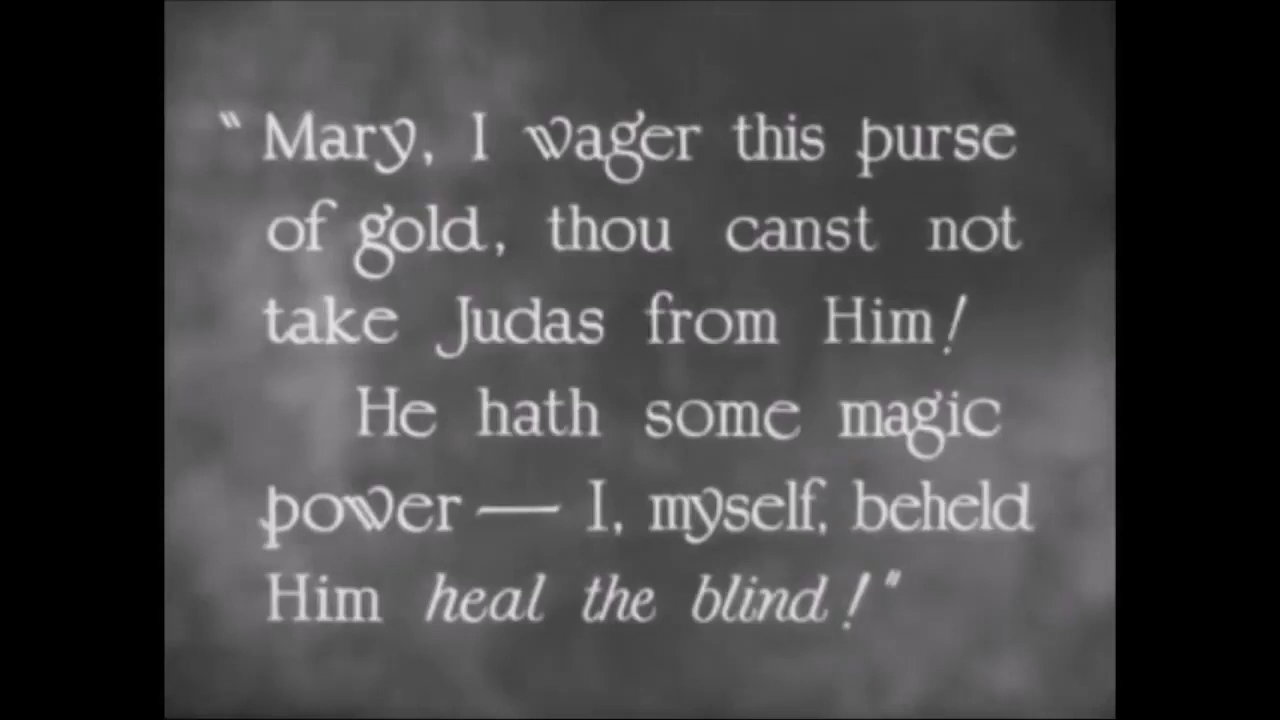 "Mary, I wager this purse
of gold, thou canst not
take Judas from Him!
He hath some magic
power — I, myself, beheld
Him heal the blind!"